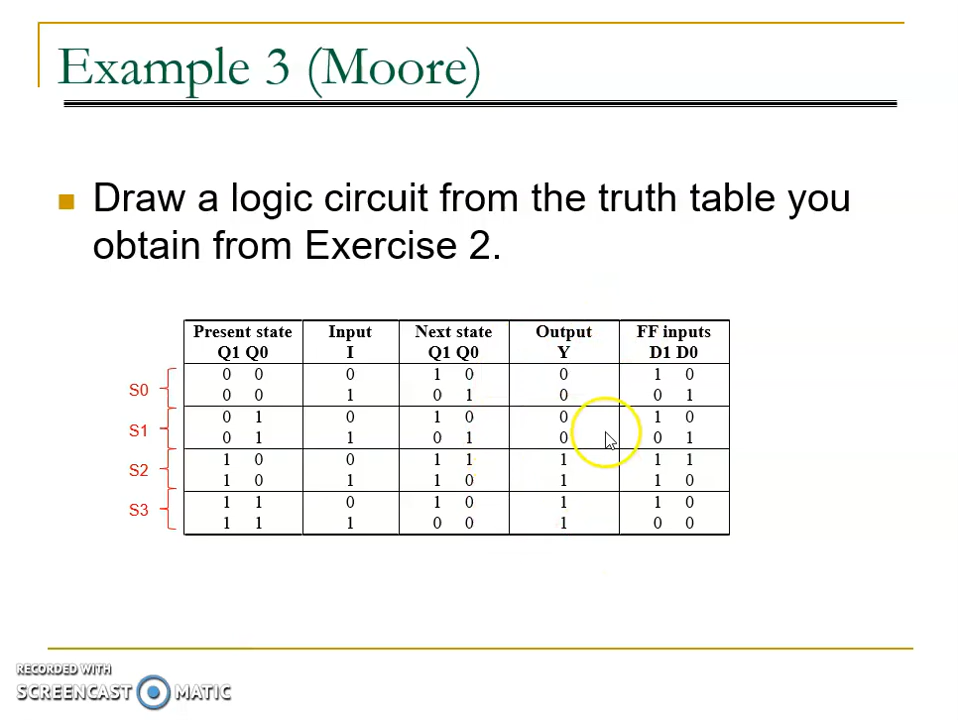 Example 3 (Moore)
Draw a logic circuit from the truth table you
obtain from Exercise 2.
Present state Input Next state Output FF inputs
Q1 Q0 I Q1 Q0 Y D1 D0
S0
0 0 0 1 0 0 1 0
0 0 1 0 1 0 0 1
S1
0 1 0 1 0 0 1 0
0 1 1 0 1 0 0 1
S2
1 0 0 1 1 1 1 1
1 0 1 1 0 1 1 0
S3
1 1 0 1 0 1 1 0
1 1 1 0 0 1 0 0
RECORDED WITH
SCREENCAST MATIC